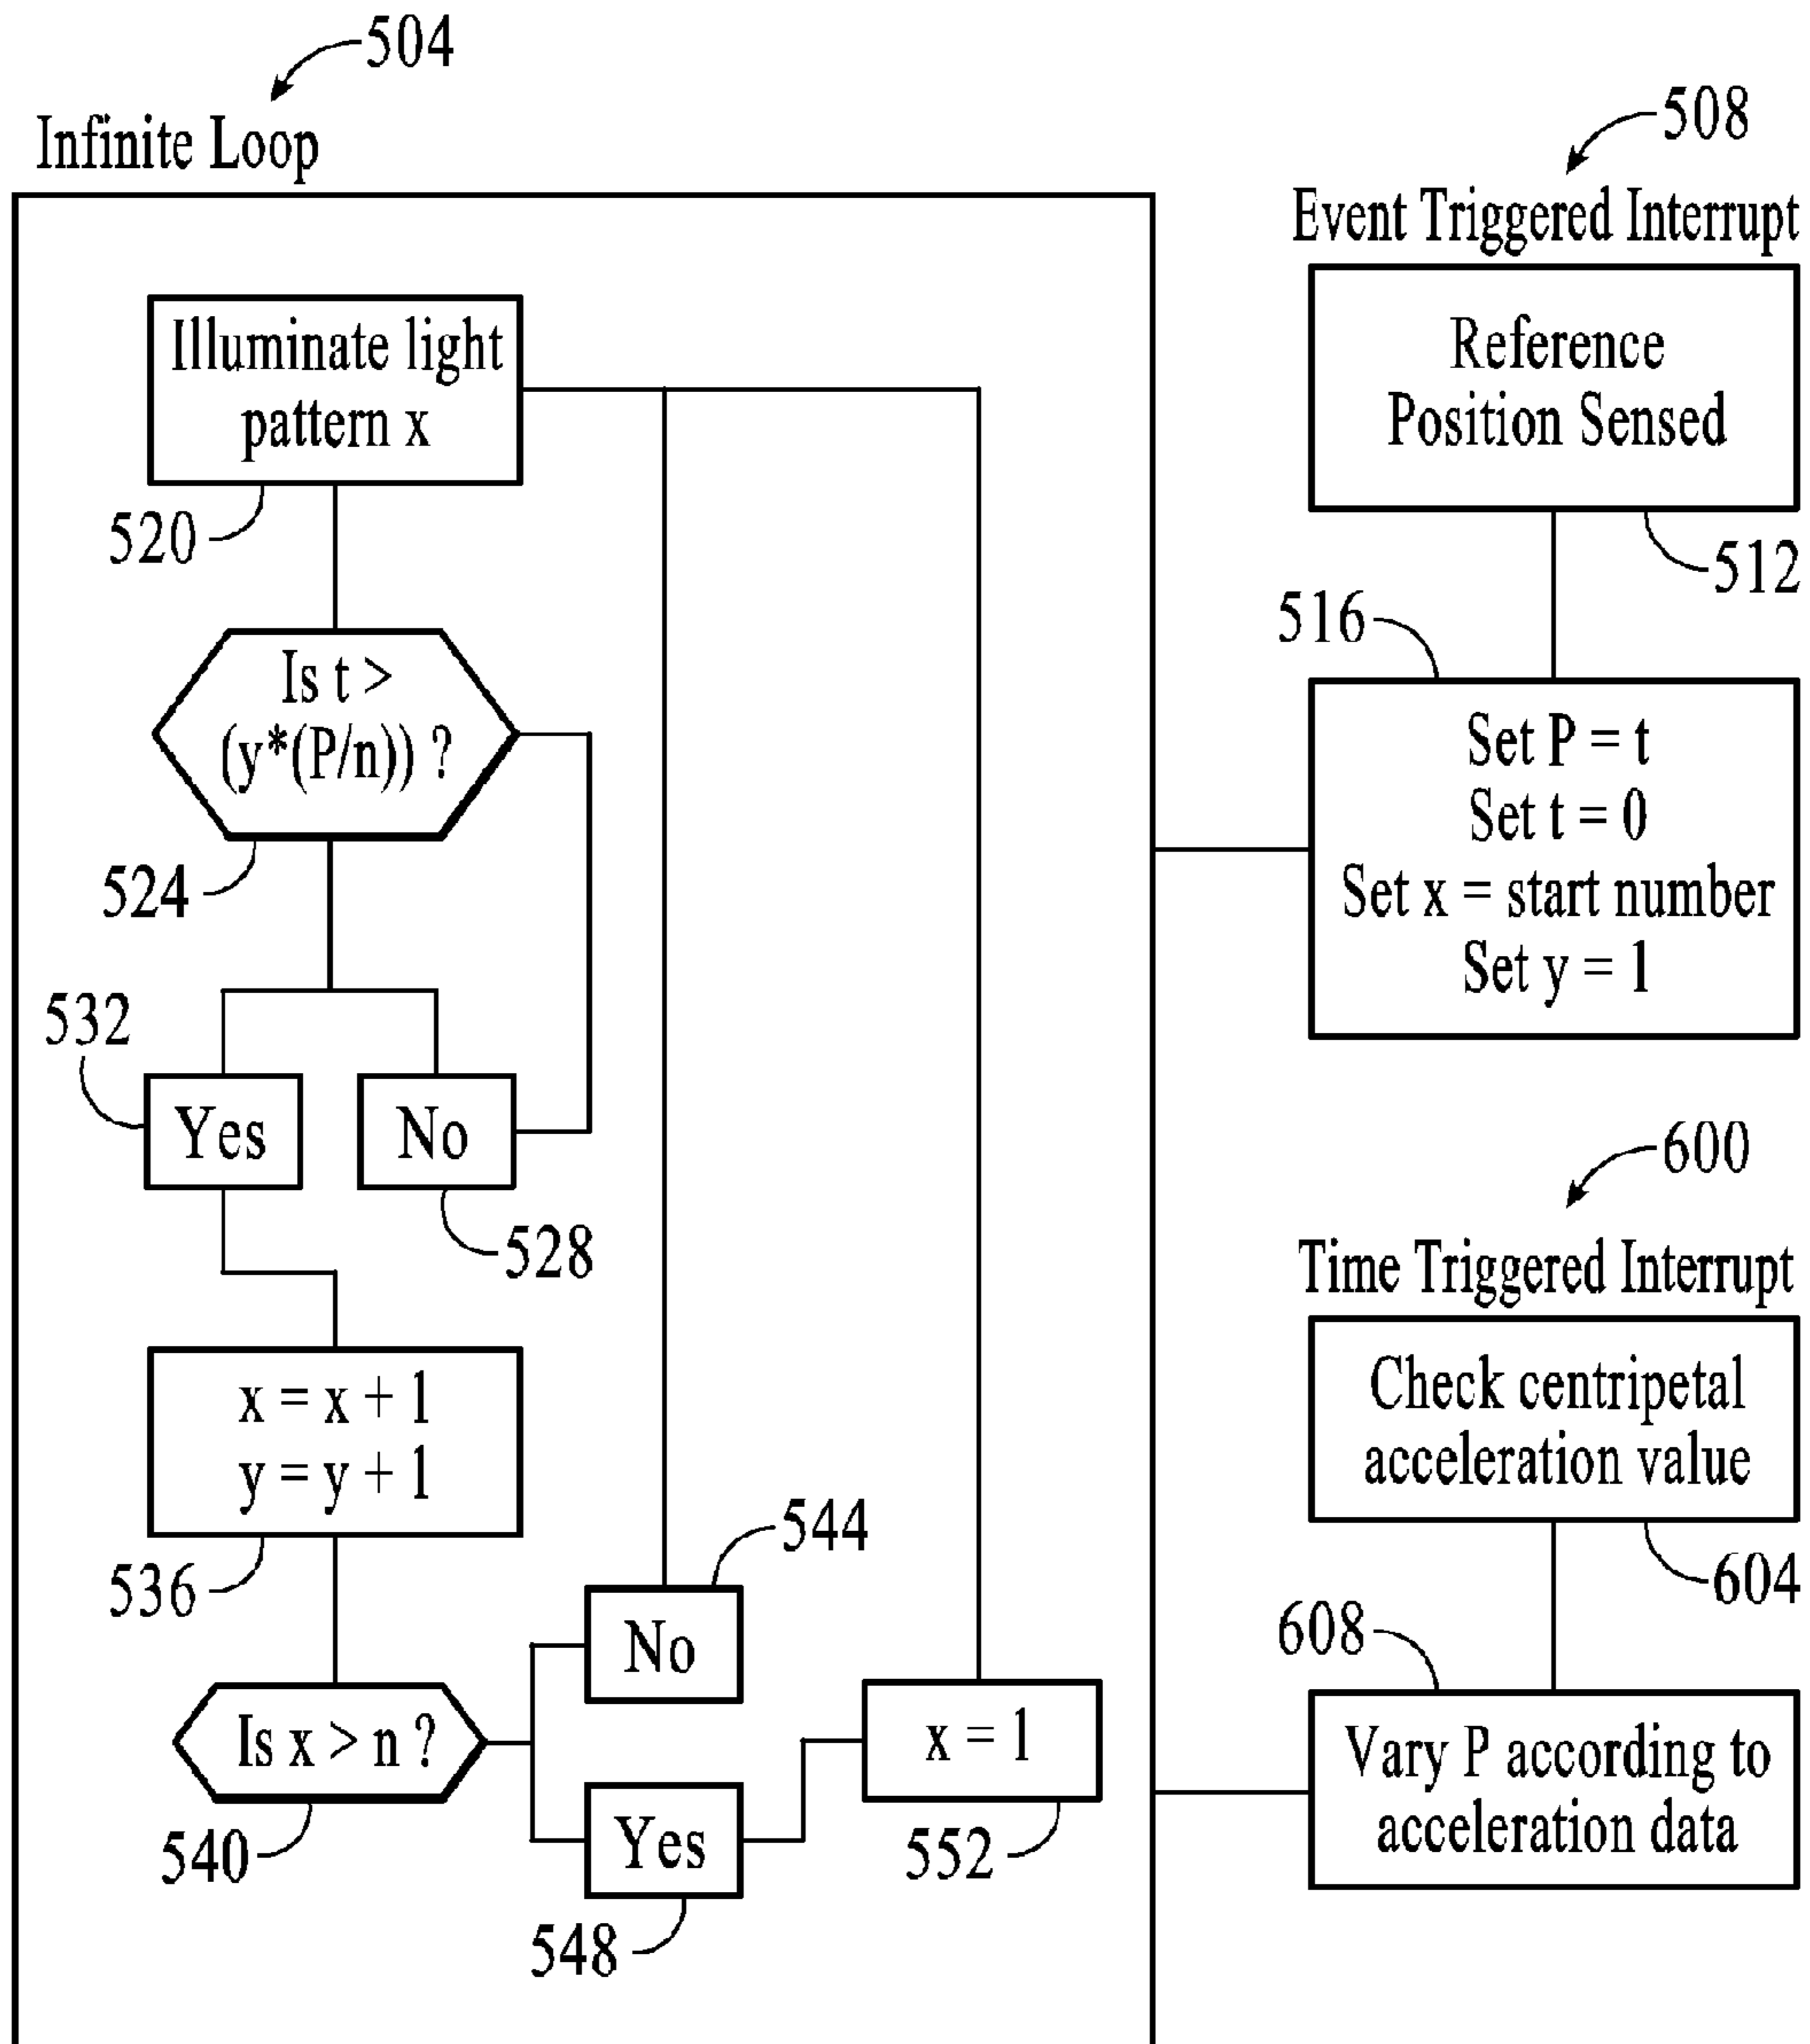 504
Infinite Loop
Illuminate light
pattern x
520
Is t >
(y*(P/n)) ?
524
532
Yes
No
528
x = x + 1
y = y + 1
536
544
No
Is x > n ?
540
Yes
548
x = 1
552
508
Event Triggered Interrupt
Reference
Position Sensed
512
516
Set P = t
Set t = 0
Set x = start number
Set y = 1
600
Time Triggered Interrupt
Check centripetal
acceleration value
604
608
Vary P according to
acceleration data